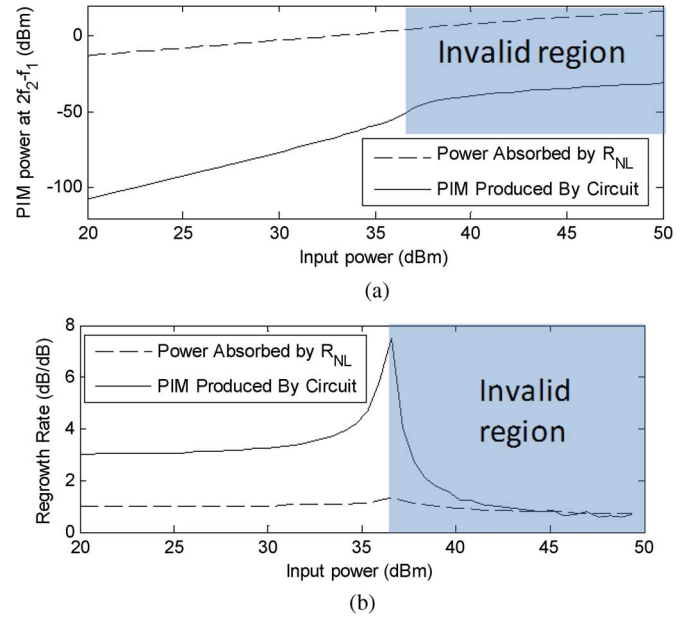 PIM power at 2f2-f1 (dBm)
0
-50
-100
Invalid region
Power Absorbed by RNL
PIM Produced By Circuit
20 25 30 35 40 45 50
Input power (dBm)
(a)
Regrowth Rate (dB/dB)
8
6
4
2
0
Power Absorbed by RNL
PIM Produced By Circuit
Invalid
region
20 25 30 35 40 45 50
Input power (dBm)
(b)